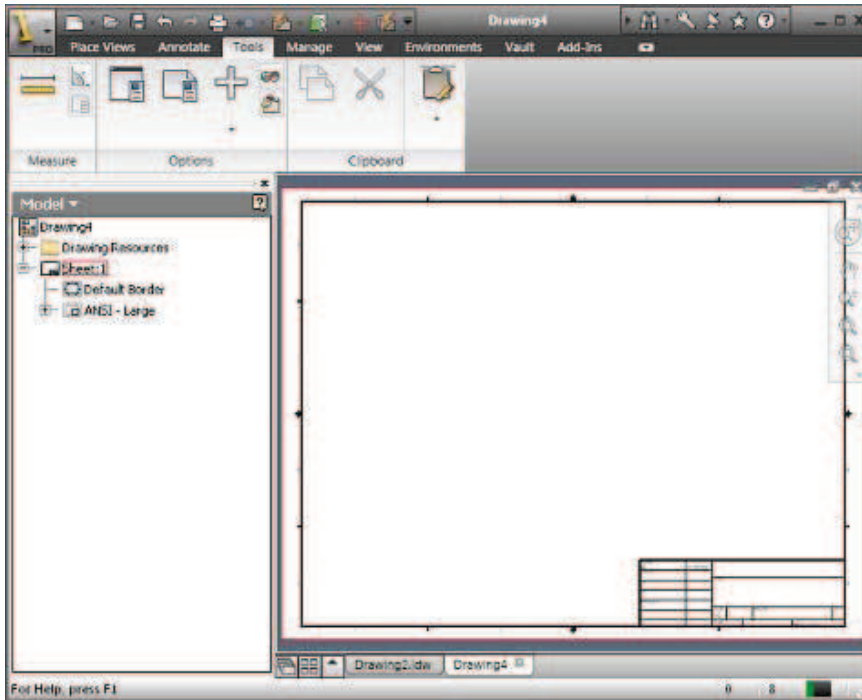 Drawing4
PRO Place Views Annotate Tools Manage View Environments Vault Add-Ins
Measure Options Clipboard
Model
Drawing4
Drawing Resources
Sheet:1
Default Border
ANSI - Large
Drawing2.idw Drawing4
For Help, press F1 0 8